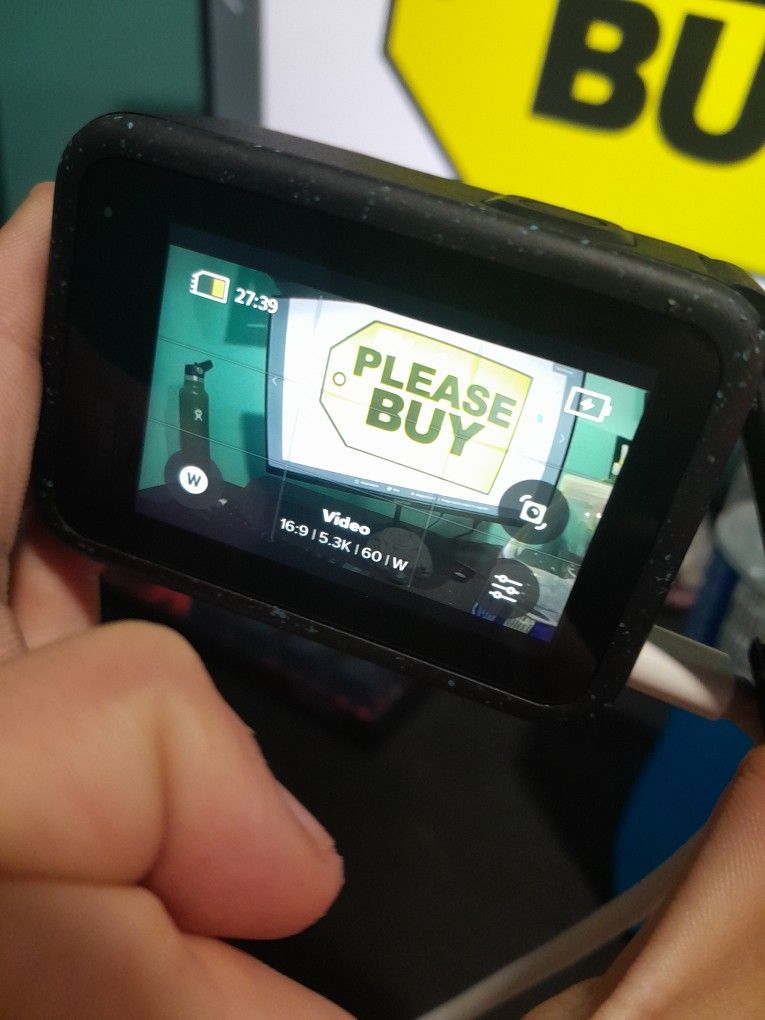 BU
27:39
PLEASE
BUY
W
Video
16:9 | 5.3K | 60 | W